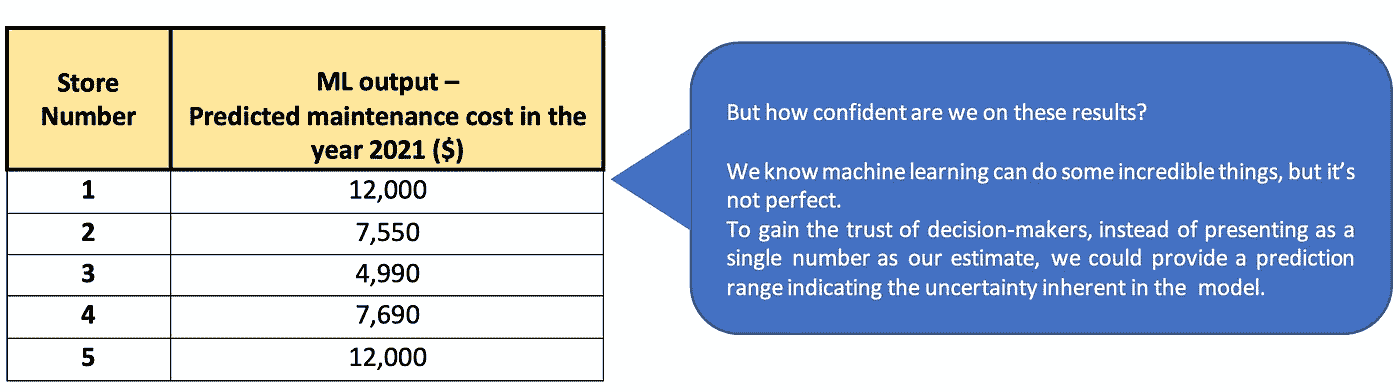 Store
Number
ML output –
Predicted maintenance cost in the
year 2021 ($)
1 12,000
2 7,550
3 4,990
4 7,690
5 12,000
But how confident are we on these results?
We know machine learning can do some incredible things, but it's
not perfect.
To gain the trust of decision-makers, instead of presenting as a
single number as our estimate, we could provide a prediction
range indicating the uncertainty inherent in the model.